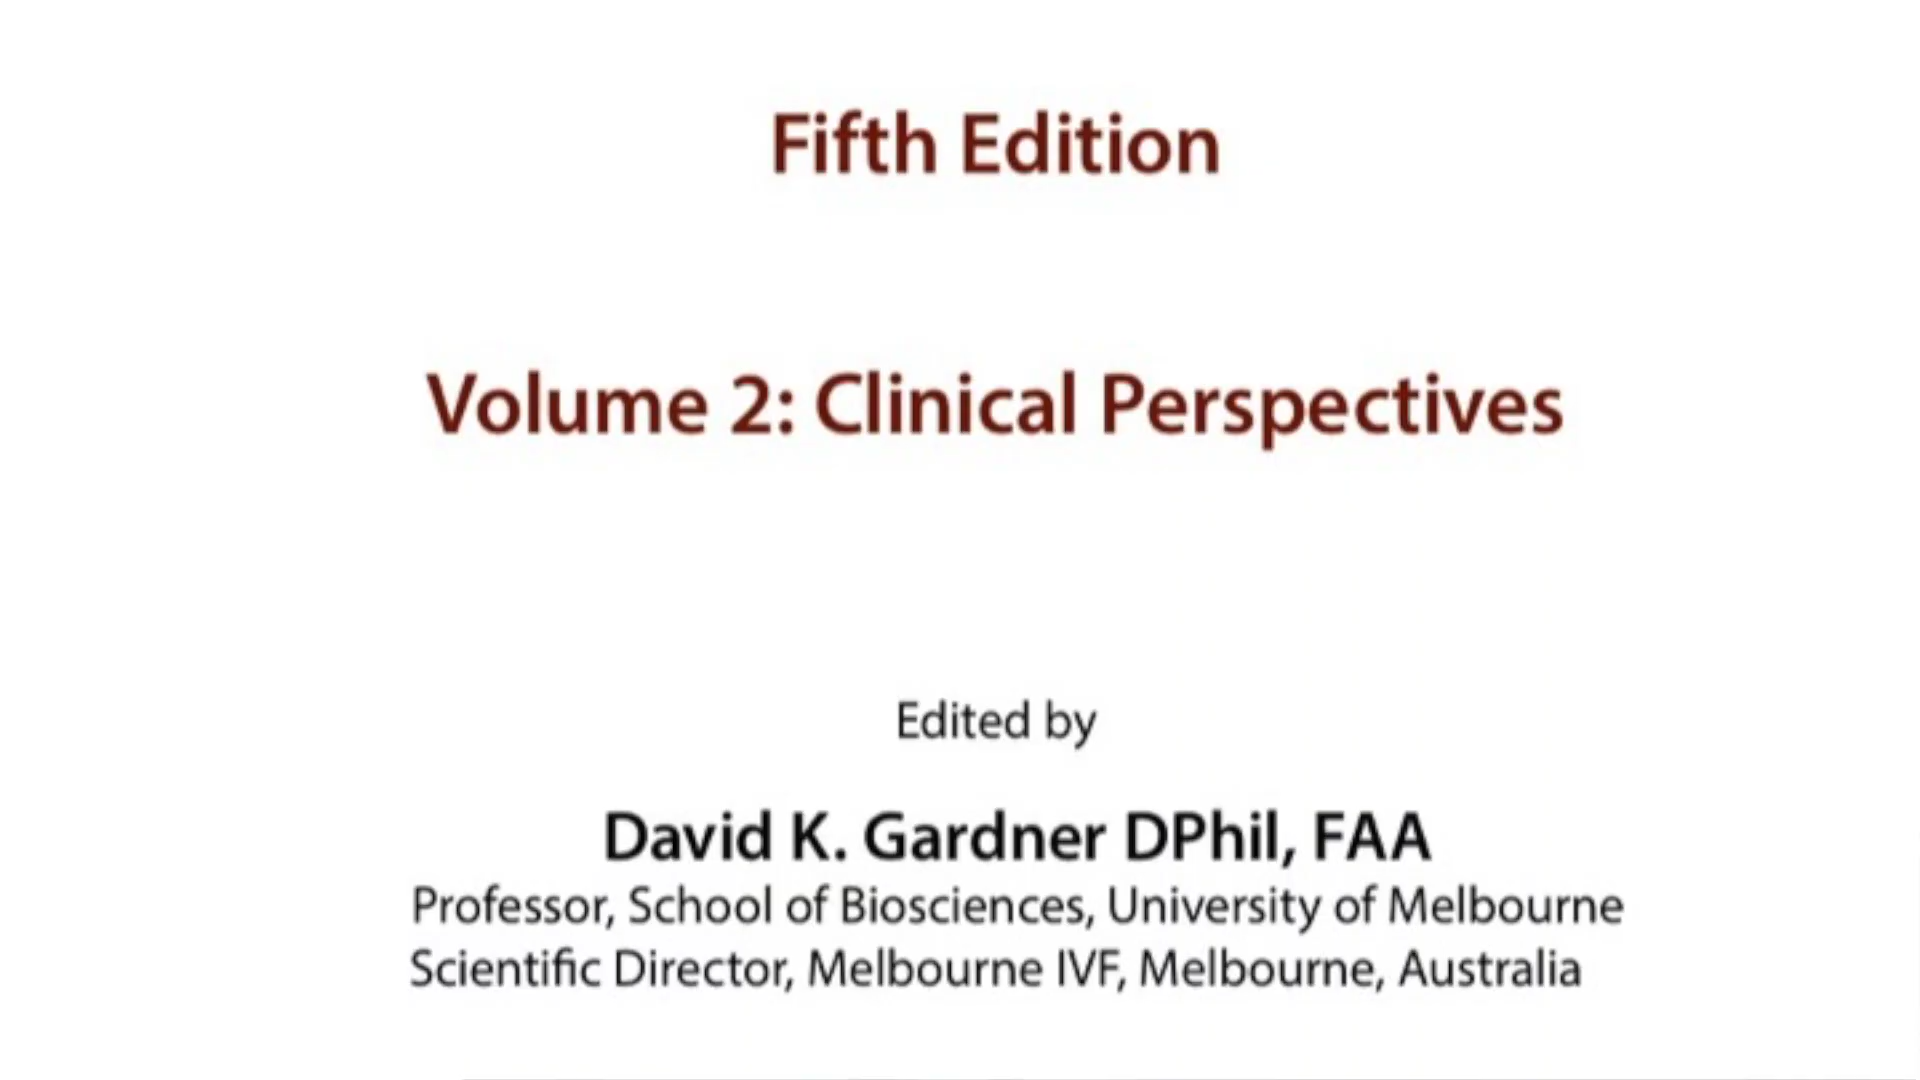 Fifth Edition
Volume 2: Clinical Perspectives
Edited by
David K. Gardner DPhil, FAA
Professor, School of Biosciences, University of Melbourne
Scientific Director, Melbourne IVF, Melbourne, Australia